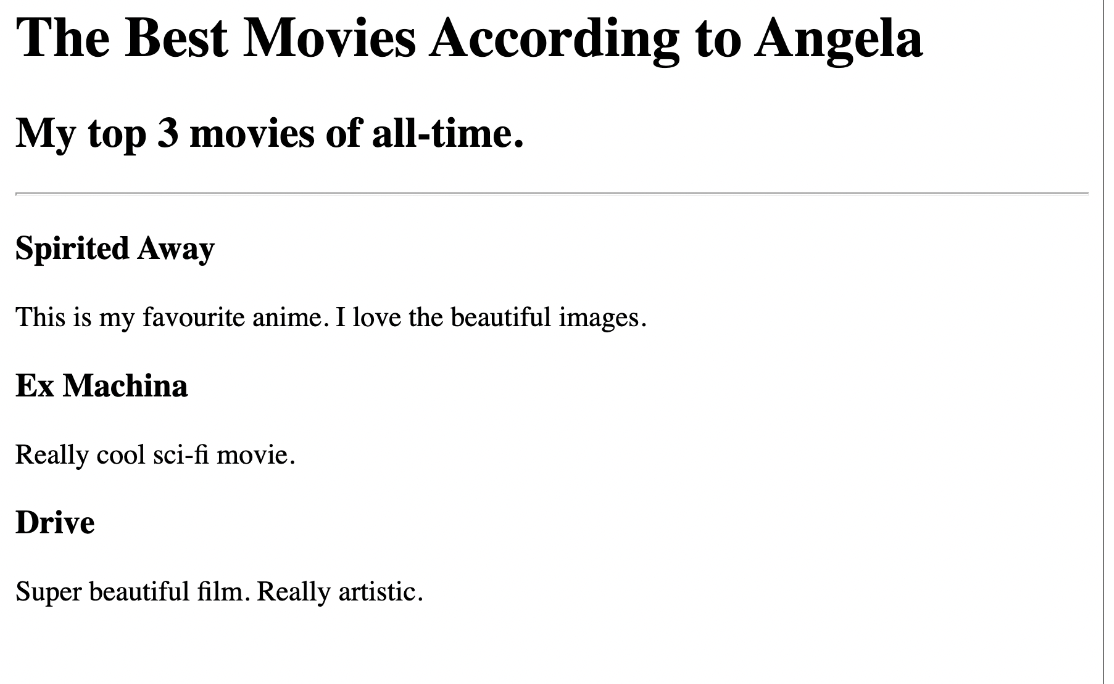 The Best Movies According to Angela
My top 3 movies of all-time.
Spirited Away
This is my favourite anime. I love the beautiful images.
Ex Machina
Really cool sci-fi movie.
Drive
Super beautiful film. Really artistic.